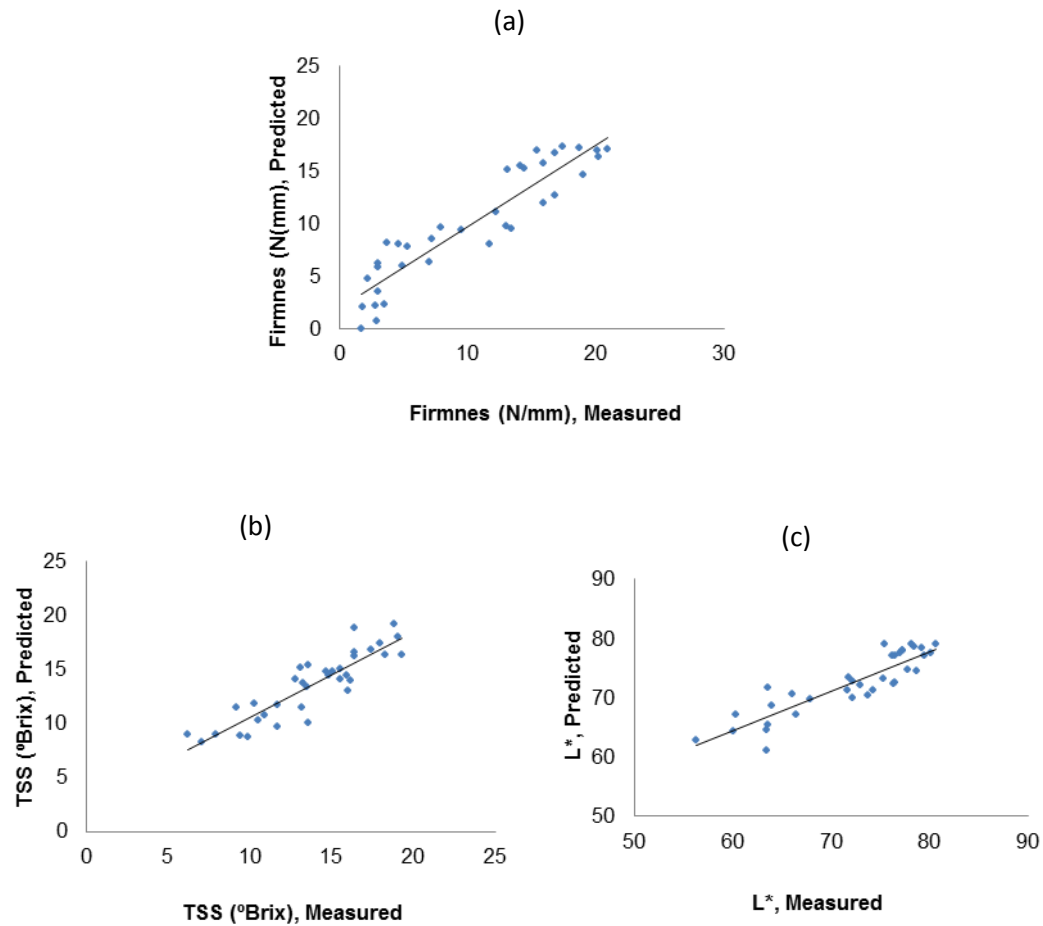 (a)
Firmnes (N(mm), Predicted
25
20
15
10
5
0
0 10 20 30
Firmnes (N/mm), Measured
(b)
TSS (ºBrix), Predicted
25
20
15
10
5
0
0 5 10 15 20 25
TSS (ºBrix), Measured
(c)
L*, Predicted
90
80
70
60
50
50 60 70 80 90
L*, Measured